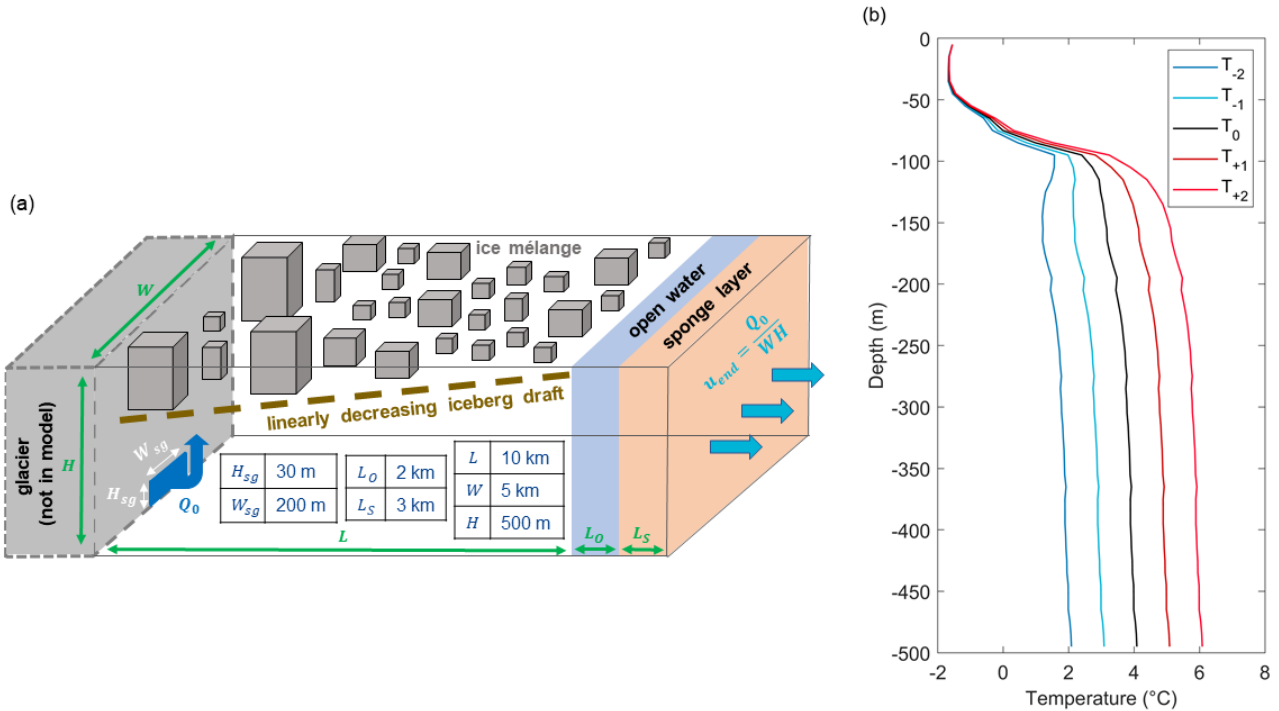 (a)
W
ice mélange
open water
sponge layer
u_end = Q_0/WH
glacier
(not in model)
H
linearly decreasing iceberg draft
W_sg
H_sg
Q_0
H_sg 30 m
W_sg 200 m
L_O 2 km
L_S 3 km
L 10 km
W 5 km
H 500 m
L
L_O
L_S
(b)
T_-2
T_-1
T_0
T_+1
T_+2
Depth (m)
0
-50
-100
-150
-200
-250
-300
-350
-400
-450
-500
-2 0 2 4 6 8
Temperature (°C)